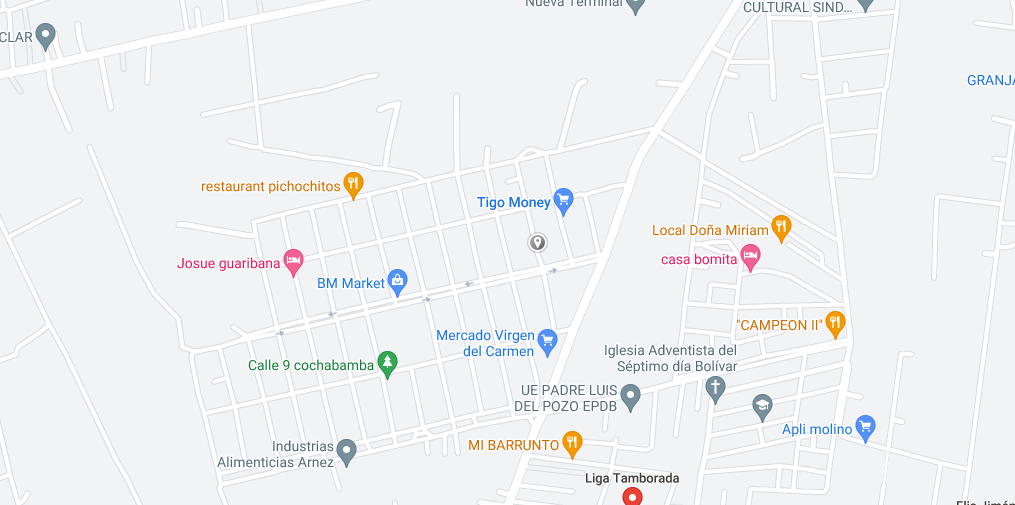 Nueva Terminal
CULTURAL SIND...
CLAR
GRANJA
restaurant pichochitos
Tigo Money
Local Doña Miriam
casa bomita
Josue guaribana
BM Market
"CAMPEON II"
Mercado Virgen
del Carmen
Iglesia Adventista del
Séptimo día Bolívar
Calle 9 cochabamba
UE PADRE LUIS
DEL POZO EPDB
Apli molino
MI BARRUNTO
Industrias
Alimenticias Arnez
Liga Tamborada